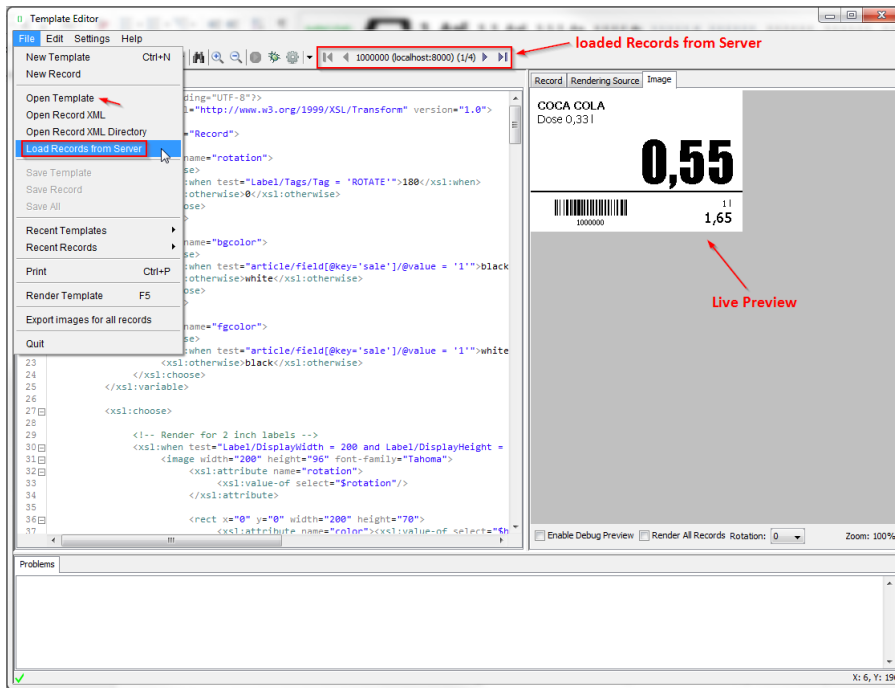 Template Editor
File Edit Settings Help
New Template Ctrl+N
New Record
Open Template
Open Record XML
Open Record XML Directory
Load Records from Server
Save Template
Save Record
Save All
Recent Templates
Recent Records
Print Ctrl+P
Render Template F5
Export images for all records
Quit
1000000 (localhost:8000) (1/4)
loaded Records from Server
ding="UTF-8"?>
l="http://www.w3.org/1999/XSL/Transform" version="1.0">
="Record">
name="rotation">
se>
:when test="Label/Tags/Tag = 'ROTATE'">180</xsl:when>
:otherwise>0</xsl:otherwise>
ose>
>
name="bgcolor">
se>
:when test="article/field[@key='sale']/@value = '1'">black
:otherwise>white</xsl:otherwise>
ose>
>
name="fgcolor">
se>
:when test="article/field[@key='sale']/@value = '1'">white
23 <xsl:otherwise>black</xsl:otherwise>
24 </xsl:choose>
25 </xsl:variable>
26
27 <xsl:choose>
28
29 <!-- Render for 2 inch labels -->
30 <xsl:when test="Label/DisplayWidth = 200 and Label/DisplayHeight =
31 <image width="200" height="96" font-family="Tahoma">
32 <xsl:attribute name="rotation">
33 <xsl:value-of select="$rotation"/>
34 </xsl:attribute>
35
36 <rect x="0" y="0" width="200" height="70">
37 <xsl:attribute name="color"><xsl:value-of select="$b
Record Rendering Source Image
COCA COLA
Dose 0,33 l
0,55
1 l
1000000 1,65
Live Preview
Enable Debug Preview Render All Records Rotation: 0 Zoom: 100%
Problems
X: 6, Y: 19